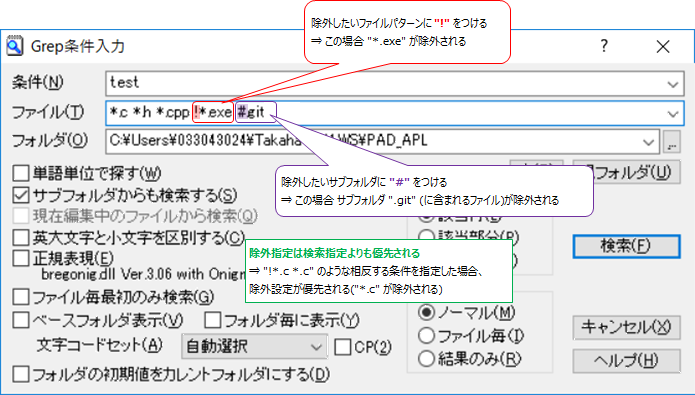 除外したいファイルパターンに "!" をつける
⇒ この場合 "*.exe" が除外される
Grep条件入力
条件(N)
test
ファイル(T)
*.c *h *.cpp !*.exe #.git
フォルダ(O)
C:¥Users¥033043024¥Takaha WS¥PAD_APL
...
単語単位で探す(W)
フォルダ(U)
除外したいサブフォルダに "#" をつける
⇒ この場合 サブフォルダ ".git" (に含まれるファイル)が除外される
サブフォルダからも検索する(S)
現在編集中のファイルから検索(Q)
英大文字と小文字を区別する(C)
該当部分(P)
検索(F)
除外指定は検索指定よりも優先される
⇒ "!*.c *.c" のような相反する条件を指定した場合、
除外設定が優先される("*.c" が除外される)
正規表現(E)
bregonig.dll Ver.3.06 with Onigm
ファイル毎最初のみ検索(G)
ベースフォルダ表示(V)
フォルダ毎に表示(Y)
ノーマル(M)
ファイル毎(I)
結果のみ(R)
キャンセル(X)
文字コードセット(A)
自動選択
CP(2)
ヘルプ(H)
フォルダの初期値をカレントフォルダにする(D)